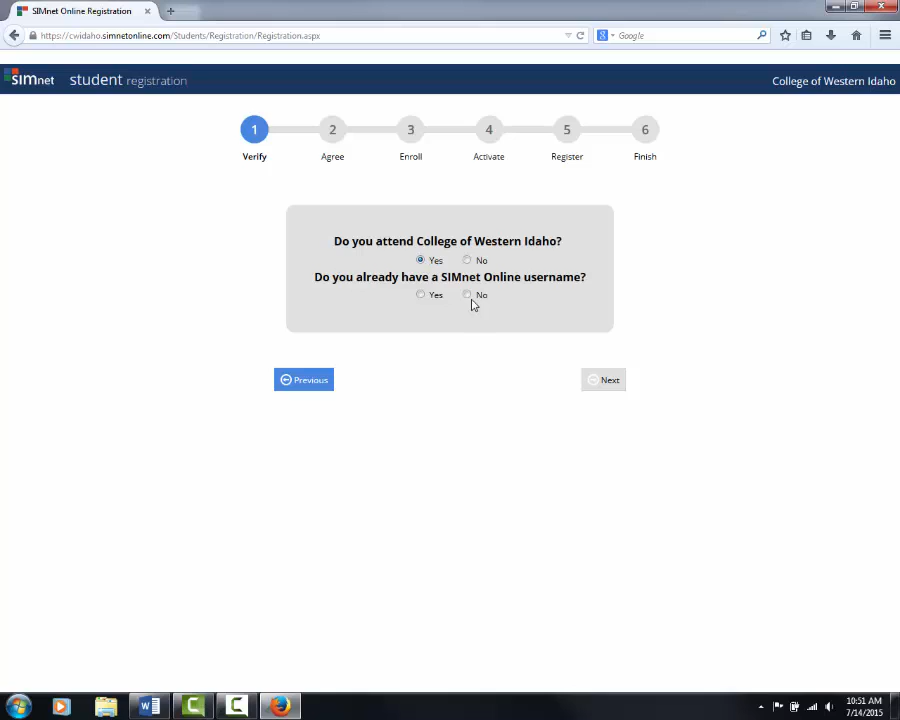 SIMnet Online Registration
https://cwidaho.simnetonline.com/Students/Registration/Registration.aspx
Google
simnet student registration
College of Western Idaho
1 2 3 4 5 6
Verify Agree Enroll Activate Register Finish
Do you attend College of Western Idaho?
Yes No
Do you already have a SIMnet Online username?
Yes No
Previous Next
10:51 AM
7/14/2015